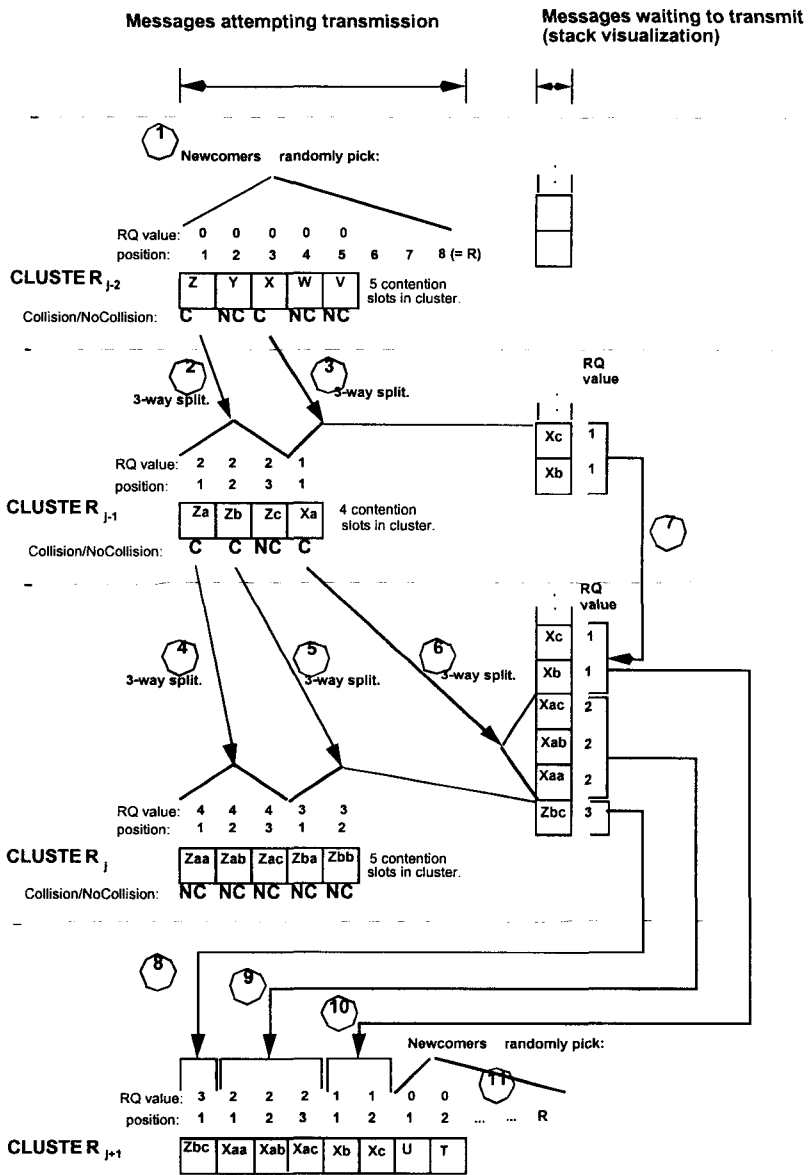 Messages attempting transmission
Messages waiting to transmit
(stack visualization)
1
Newcomers randomly pick:
RQ value: 0 0 0 0 0
position: 1 2 3 4 5 6 7 8 (= R)
CLUSTER j-2
Z Y X W V
5 contention
slots in cluster.
Collision/NoCollision: C NC C NC NC
2
3-way split.
3
3-way split.
RQ
value
Xc 1
Xb 1
RQ value: 2 2 2 1
position: 1 2 3 1
CLUSTER j-1
Za Zb Zc Xa
4 contention
slots in cluster.
Collision/NoCollision: C C NC C
7
RQ
value
4
3-way split.
5
3-way split.
6
3-way split.
Xc 1
Xb 1
Xac 2
Xab 2
Xaa 2
Zbc 3
RQ value: 4 4 4 3 3
position: 1 2 3 1 2
CLUSTER j
Zaa Zab Zac Zba Zbb
5 contention
slots in cluster.
Collision/NoCollision: NC NC NC NC NC
8
9
10
Newcomers randomly pick:
11
RQ value: 3 2 2 2 1 1 0 0
position: 1 1 2 3 1 2 1 2 ... ... R
CLUSTER j+1
Zbc Xaa Xab Xac Xb Xc U T